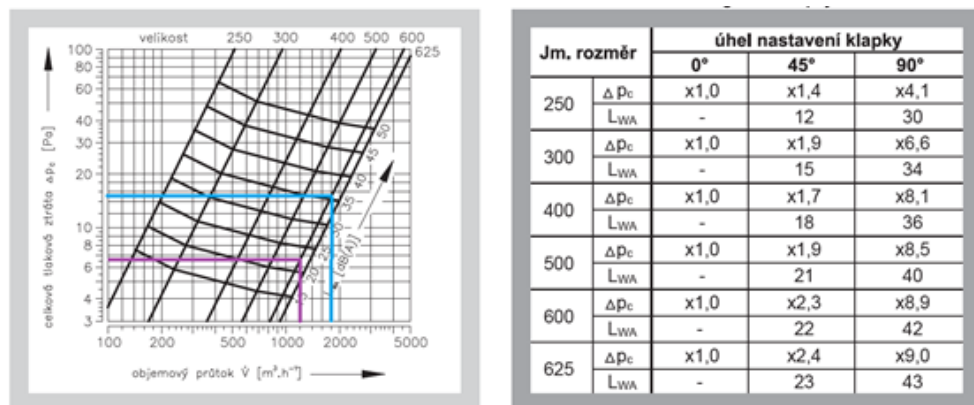 velikost 250 300 400 500 600
625
100
80
60
40
30
20
10
8
6
4
3
50
45
40
35
30
25
20
15
[dB(A)]
celková tlaková ztráta Δpc [Pa]
100 200 500 1000 2000 5000
objemový průtok V̇ [m³.h⁻¹]
Jm. rozměr úhel nastavení klapky
0° 45° 90°
250 Δpc x1,0 x1,4 x4,1
LWA - 12 30
300 Δpc x1,0 x1,9 x6,6
LWA - 15 34
400 Δpc x1,0 x1,7 x8,1
LWA - 18 36
500 Δpc x1,0 x1,9 x8,5
LWA - 21 40
600 Δpc x1,0 x2,3 x8,9
LWA - 22 42
625 Δpc x1,0 x2,4 x9,0
LWA - 23 43